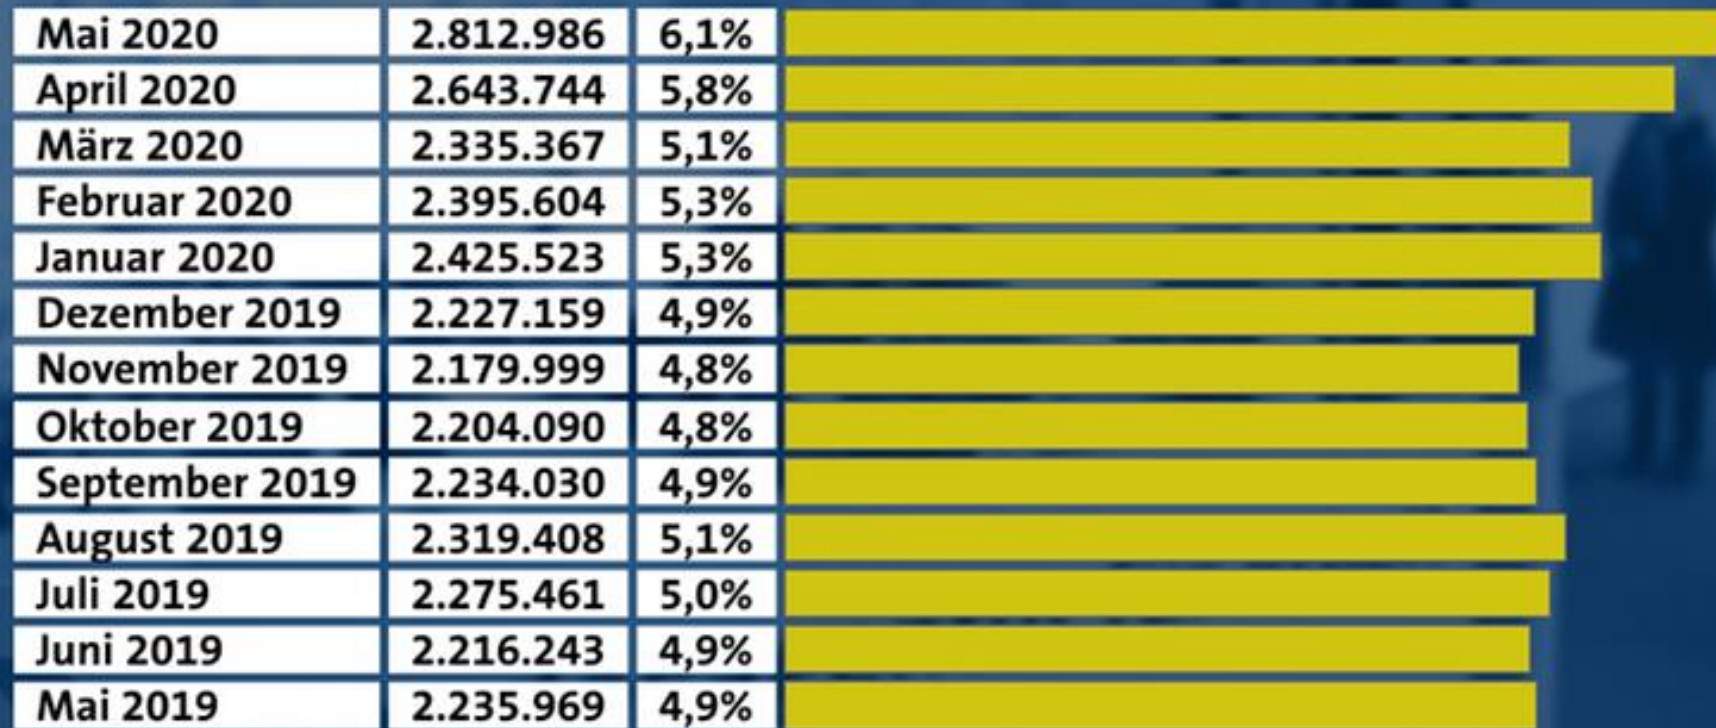 Mai 2020 2.812.986 6,1%
April 2020 2.643.744 5,8%
März 2020 2.335.367 5,1%
Februar 2020 2.395.604 5,3%
Januar 2020 2.425.523 5,3%
Dezember 2019 2.227.159 4,9%
November 2019 2.179.999 4,8%
Oktober 2019 2.204.090 4,8%
September 2019 2.234.030 4,9%
August 2019 2.319.408 5,1%
Juli 2019 2.275.461 5,0%
Juni 2019 2.216.243 4,9%
Mai 2019 2.235.969 4,9%